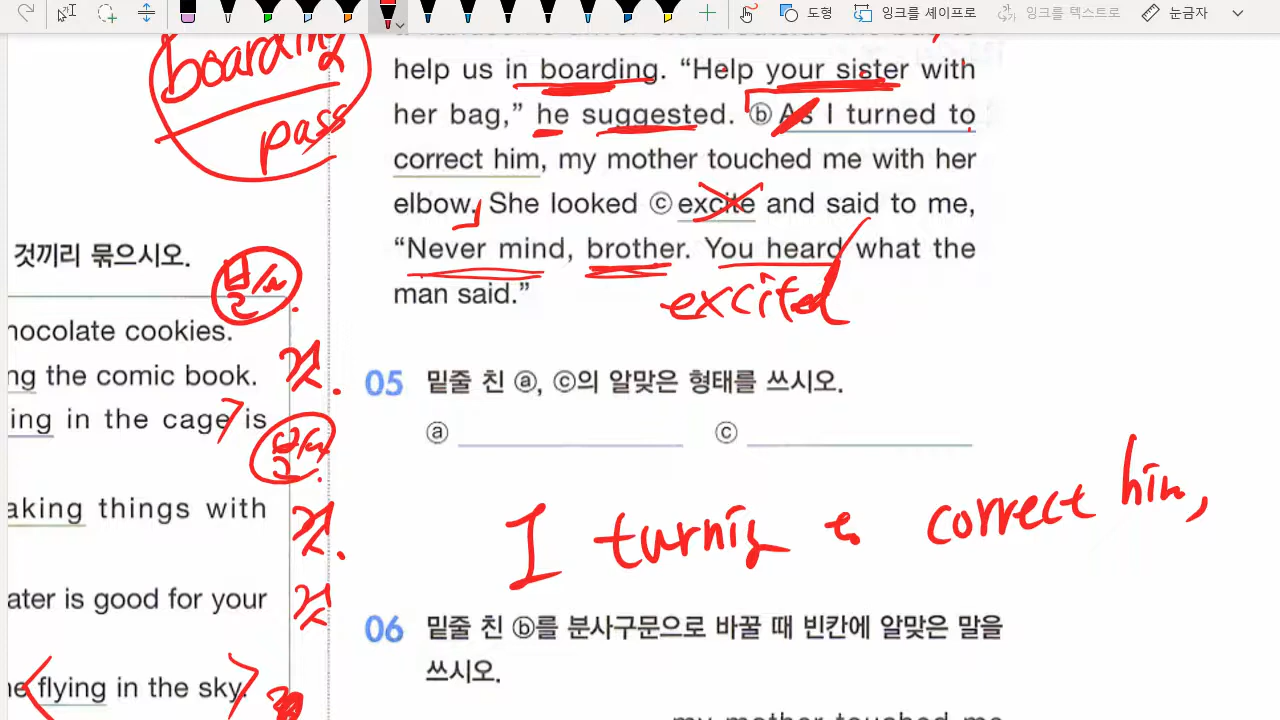 도형
잉크를 셰이프로
잉크를 텍스트로
눈금자
boarding
pass
help us in boarding. “Help your sister with
her bag,” he suggested. ⓑ As I turned to
correct him, my mother touched me with her
elbow. She looked ⓒ excite and said to me,
“Never mind, brother. You heard what the
man said.”
excited
것끼리 묶으시오.
hocolate cookies.
것.
ng the comic book.
ing in the cage is
aking things with
것.
ater is good for your
것
he flying in the sky.
05 밑줄 친 ⓐ, ⓒ의 알맞은 형태를 쓰시오.
ⓐ ⓒ
I turning to correct him,
06 밑줄 친 ⓑ를 분사구문으로 바꿀 때 빈칸에 알맞은 말을
쓰시오.
my mother touched me